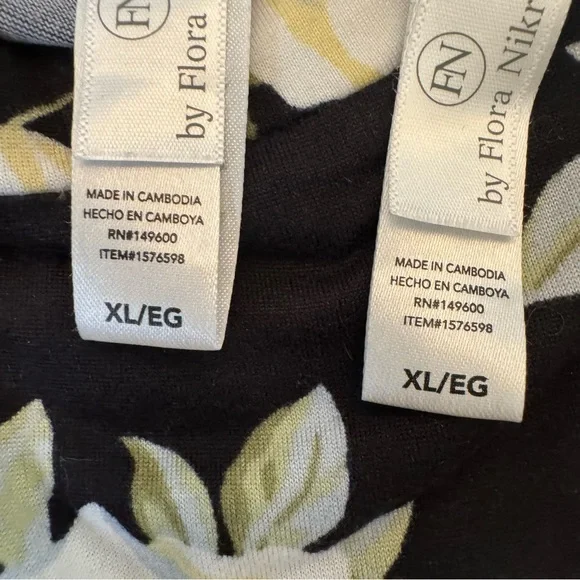 FN
by Flora
MADE IN CAMBODIA
HECHO EN CAMBOYA
RN#149600
ITEM#1576598
XL/EG
FN
by Flora Nikr
MADE IN CAMBODIA
HECHO EN CAMBOYA
RN#149600
ITEM#1576598
XL/EG